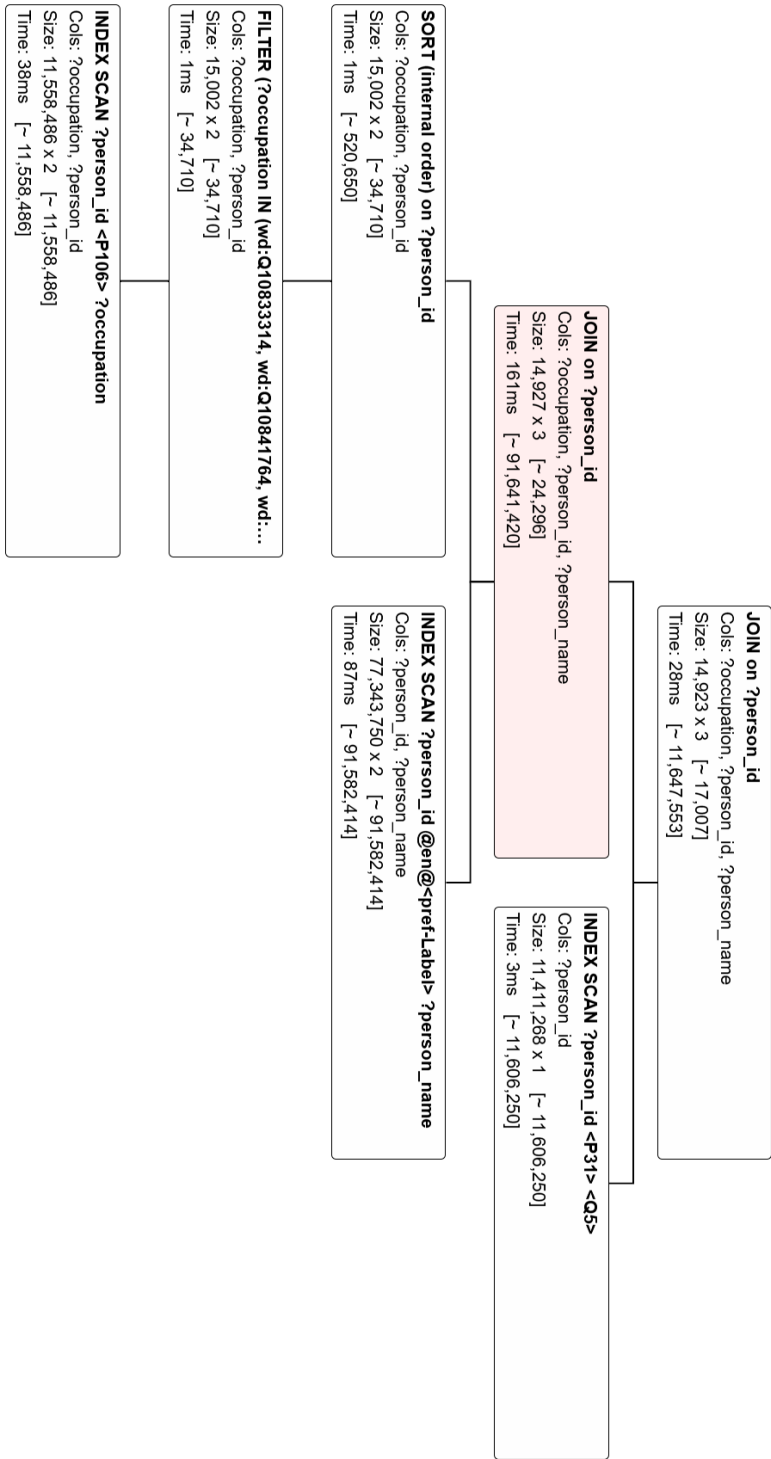 JOIN on ?person_id
Cols: ?occupation, ?person_id, ?person_name
Size: 14,923 x 3 [~ 17,007]
Time: 28ms [~ 11,647,553]
JOIN on ?person_id
Cols: ?occupation, ?person_id, ?person_name
Size: 14,927 x 3 [~ 24,296]
Time: 161ms [~ 91,641,420]
INDEX SCAN ?person_id <P31> <Q5>
Cols: ?person_id
Size: 11,411,268 x 1 [~ 11,606,250]
Time: 3ms [~ 11,606,250]
SORT (internal order) on ?person_id
Cols: ?occupation, ?person_id
Size: 15,002 x 2 [~ 34,710]
Time: 1ms [~ 520,650]
INDEX SCAN ?person_id @en@<pref-Label> ?person_name
Cols: ?person_id, ?person_name
Size: 77,343,750 x 2 [~ 91,582,414]
Time: 87ms [~ 91,582,414]
FILTER (?occupation IN (wd:Q10833314, wd:Q10841764, wd:...
Cols: ?occupation, ?person_id
Size: 15,002 x 2 [~ 34,710]
Time: 1ms [~ 34,710]
INDEX SCAN ?person_id <P106> ?occupation
Cols: ?occupation, ?person_id
Size: 11,558,486 x 2 [~ 11,558,486]
Time: 38ms [~ 11,558,486]